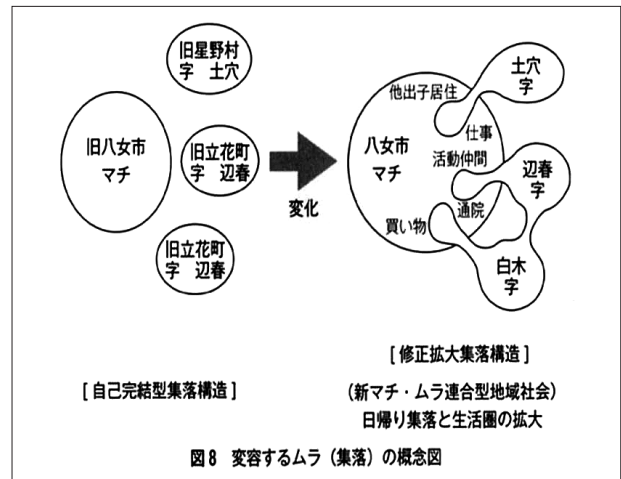 旧星野村
字　土穴
旧八女市
マチ
旧立花町
字　辺春
旧立花町
字　辺春
変化
土穴
字
他出子居住
仕事
八女市
マチ
活動仲間
辺春
字
通院
買い物
白木
字
［自己完結型集落構造］
［修正拡大集落構造］
（新マチ・ムラ連合型地域社会）
日帰り集落と生活圏の拡大
図8　変容するムラ（集落）の概念図